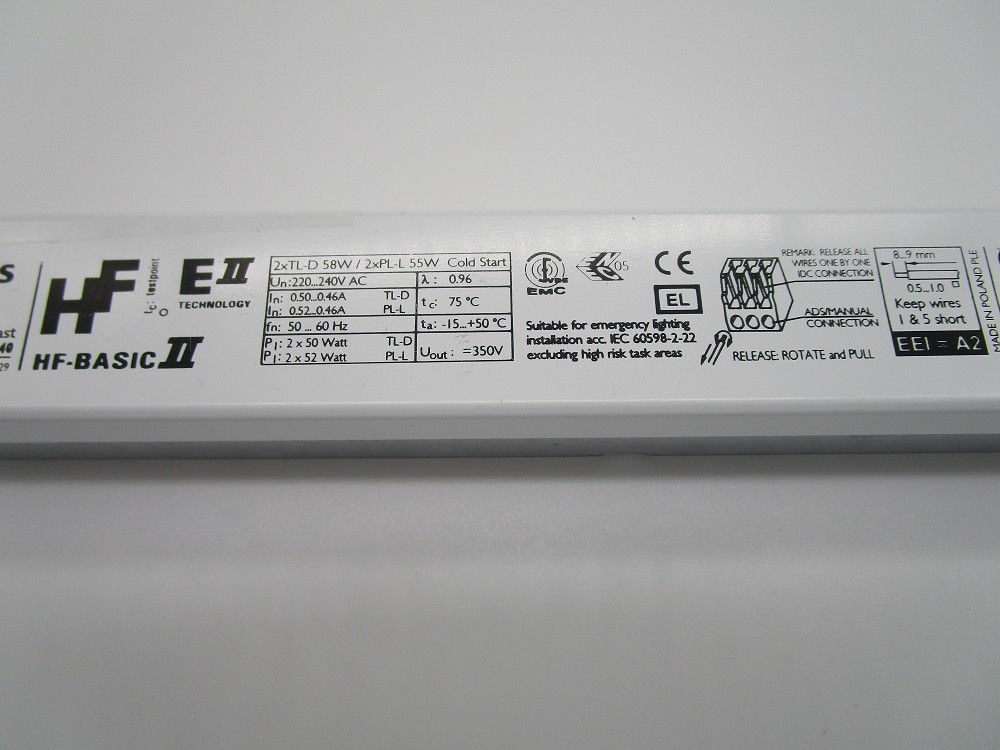 S
ast
40
29
HF
HF-BASIC II
tc: testpoint
EII
TECHNOLOGY
2xTL-D 58W / 2xPL-L 55W Cold Start
Un: 220...240V AC
In: 0.50...0.46A TL-D
In: 0.52...0.46A PL-L
fn: 50 ... 60 Hz
P1: 2 x 50 Watt TL-D
P1: 2 x 52 Watt PL-L
λ: 0.96
tc: 75 °C
ta: -15...+50 °C
Uout: =350V
VDE
EMC
05
CE
EL
Suitable for emergency lighting
installation acc. IEC 60598-2-22
excluding high risk task areas
REMARK: RELEASE ALL
WIRES ONE BY ONE
IDC CONNECTION
ADS/MANUAL
CONNECTION
RELEASE: ROTATE and PULL
8...9 mm
0.5...1.0
Keep wires
1 & 5 short
EEI = A2
MADE IN POLAND PLE